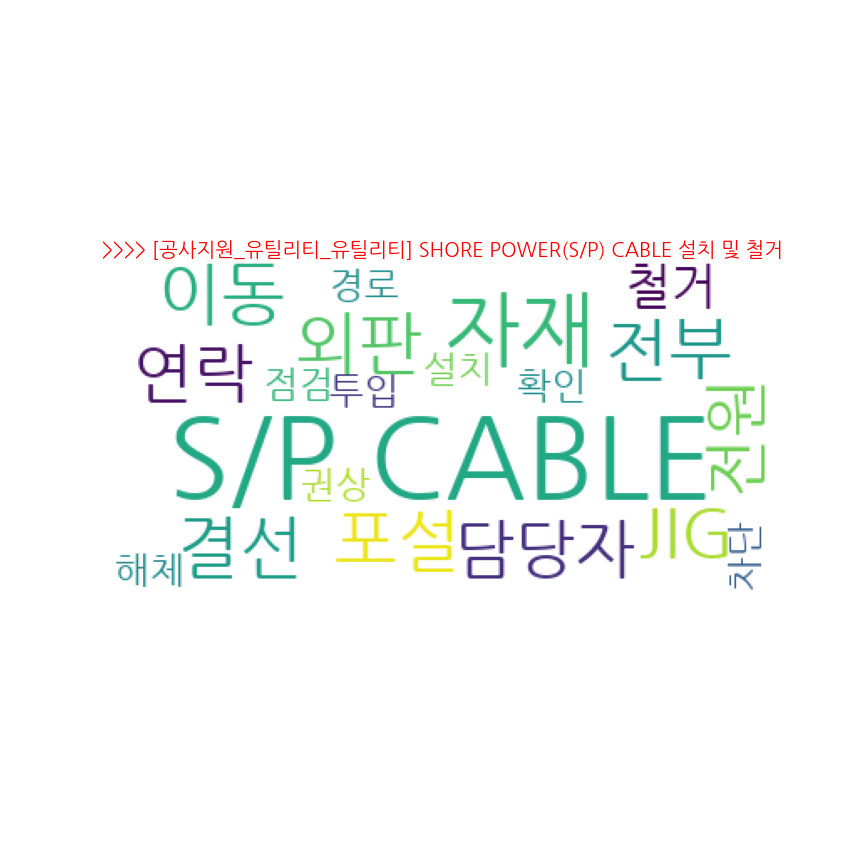 >>>> [공사지원_유틸리티_유틸리티] SHORE POWER(S/P) CABLE 설치 및 철거
이동
경로
철거
외판
자재
전부
연락
점검
투입
설치
확인
전원
S/P CABLE
권상
결선
포설
담당자
JIG
해체
차단